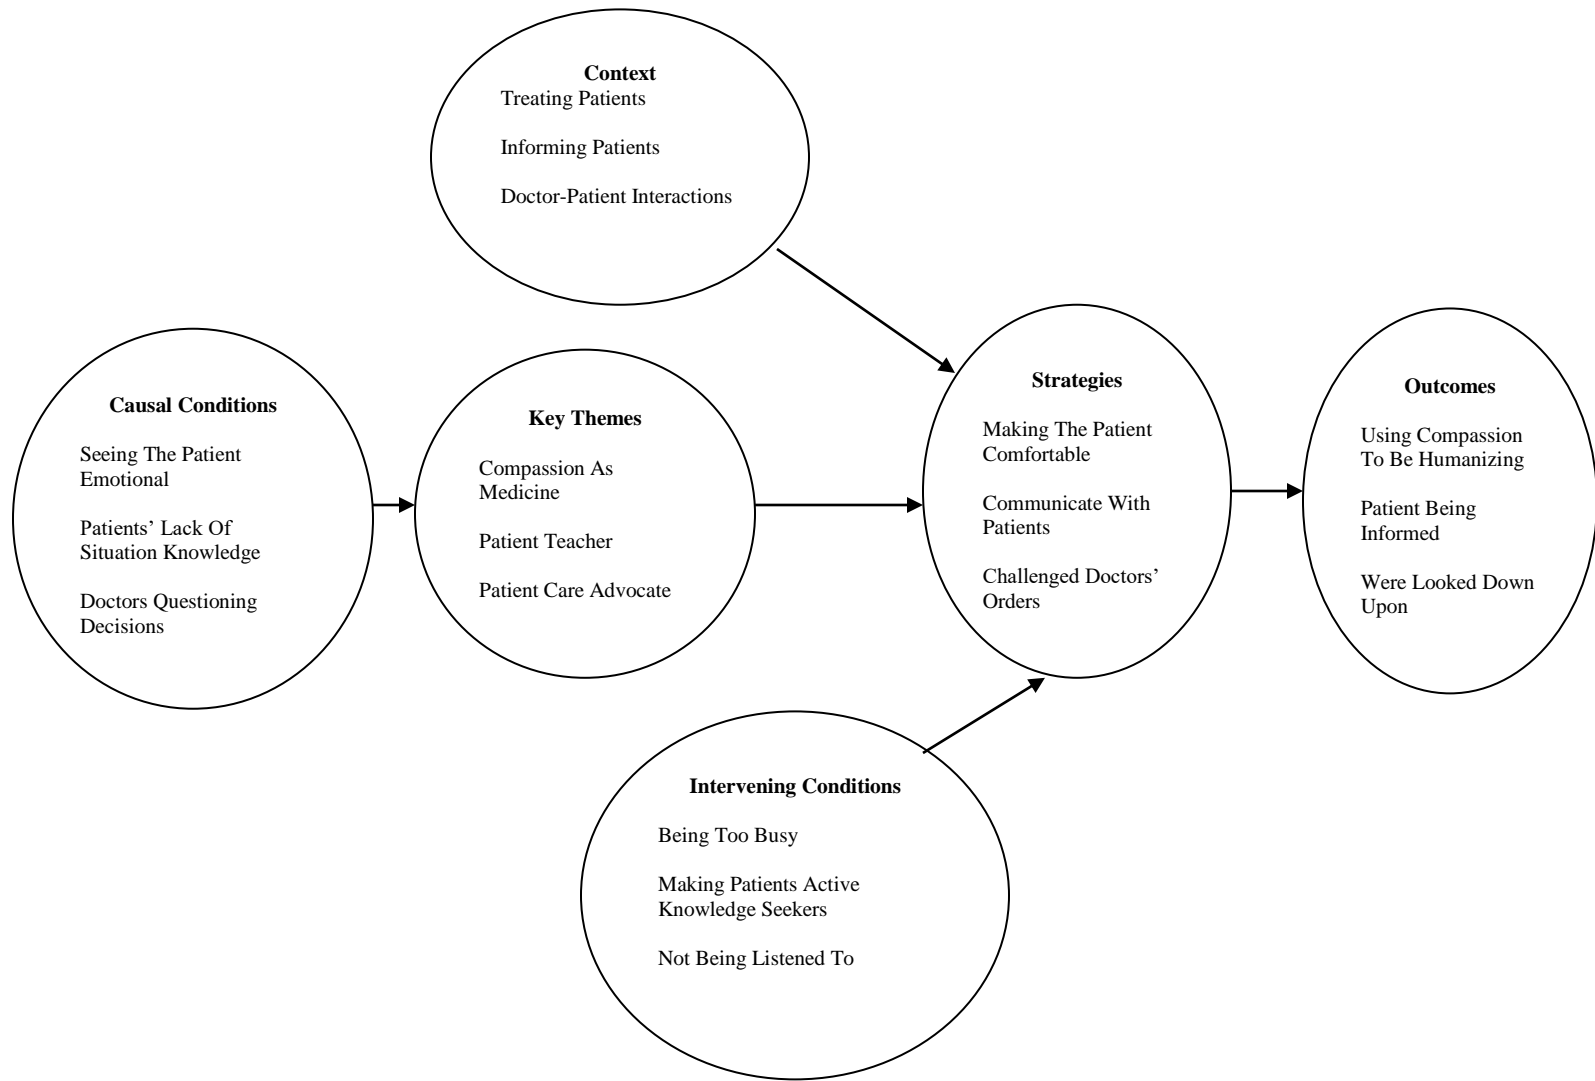 Context
Treating Patients
Informing Patients
Doctor-Patient Interactions
Causal Conditions
Seeing The Patient
Emotional
Patients’ Lack Of
Situation Knowledge
Doctors Questioning
Decisions
Key Themes
Compassion As
Medicine
Patient Teacher
Patient Care Advocate
Strategies
Making The Patient
Comfortable
Communicate With
Patients
Challenged Doctors’
Orders
Outcomes
Using Compassion
To Be Humanizing
Patient Being
Informed
Were Looked Down
Upon
Intervening Conditions
Being Too Busy
Making Patients Active
Knowledge Seekers
Not Being Listened To